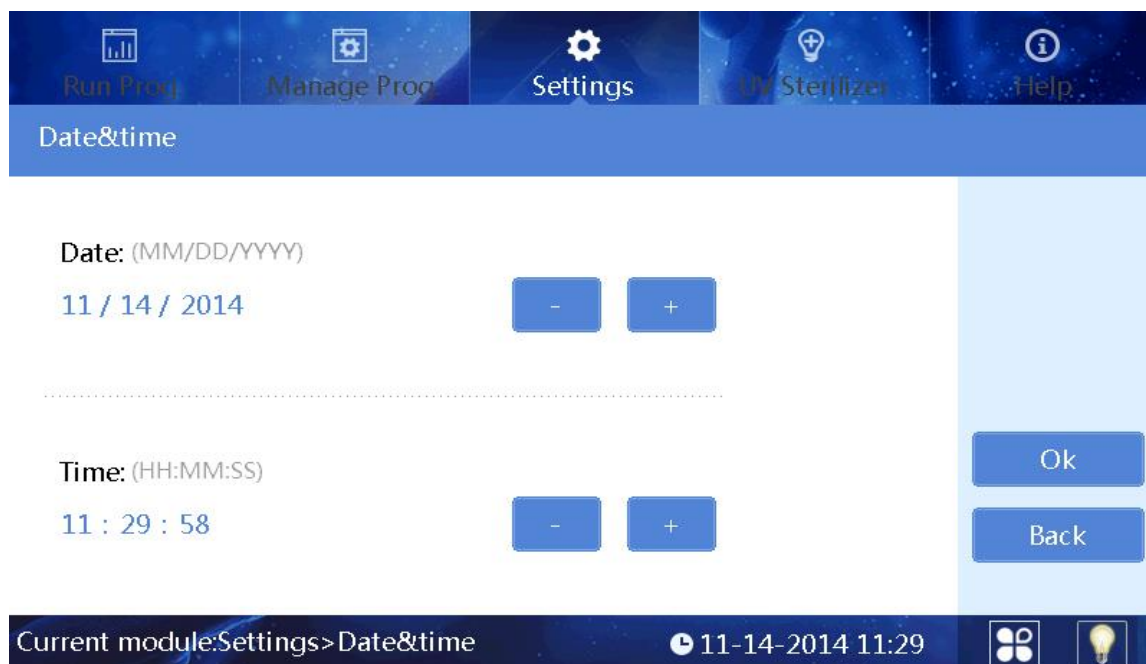 Run Prog.
Manage Prog.
Settings
UV Sterilizer
Help
Date&time
Date: (MM/DD/YYYY)
11 / 14 / 2014
- +
Time: (HH:MM:SS)
11 : 29 : 58
- +
Ok
Back
Current module:Settings>Date&time
11-14-2014 11:29